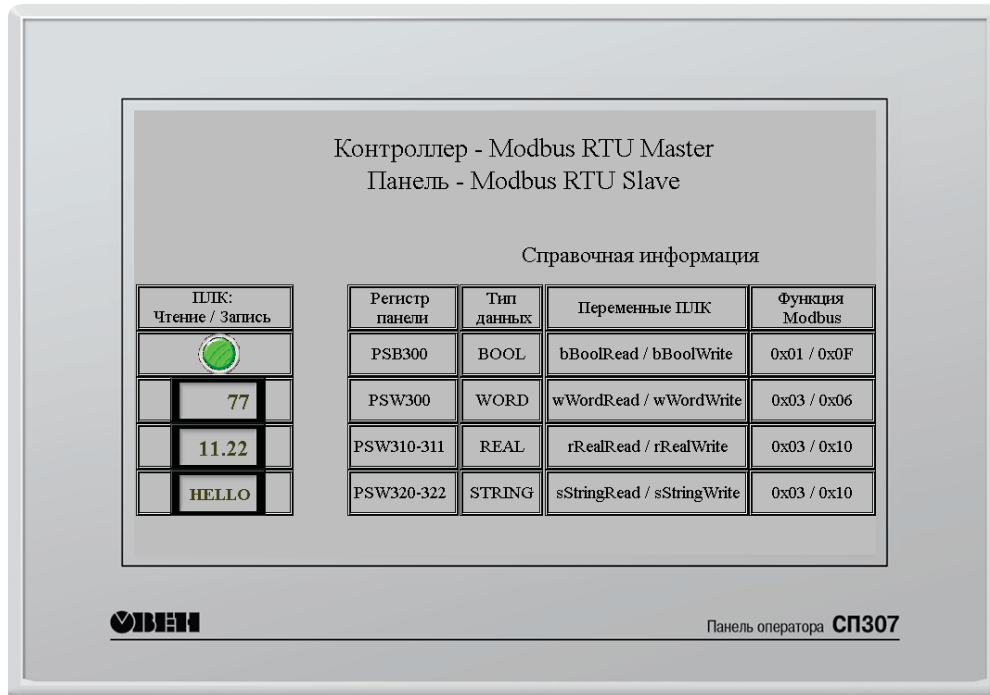 Контроллер - Modbus RTU Master
Панель - Modbus RTU Slave
Справочная информация
ПЛК:
Чтение / Запись
Регистр
панели
Тип
данных
Переменные ПЛК
Функция
Modbus
PSB300 BOOL bBoolRead / bBoolWrite 0x01 / 0x0F
77 PSW300 WORD wWordRead / wWordWrite 0x03 / 0x06
11.22 PSW310-311 REAL rRealRead / rRealWrite 0x03 / 0x10
HELLO PSW320-322 STRING sStringRead / sStringWrite 0x03 / 0x10
ОВЕН
Панель оператора СП307